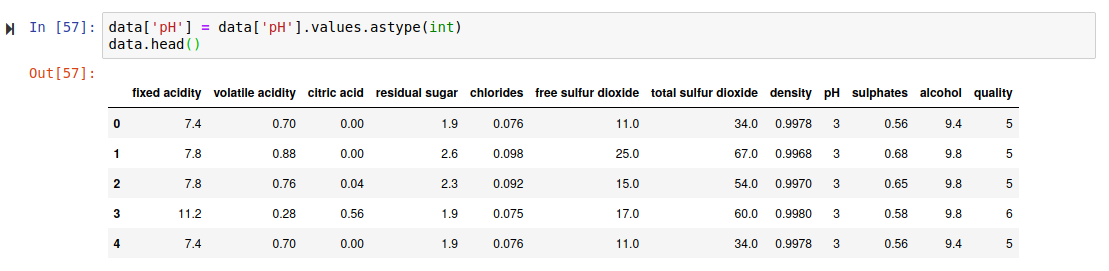 In [57]: data['pH'] = data['pH'].values.astype(int)
data.head()
Out[57]:
fixed acidity volatile acidity citric acid residual sugar chlorides free sulfur dioxide total sulfur dioxide density pH sulphates alcohol quality
0 7.4 0.70 0.00 1.9 0.076 11.0 34.0 0.9978 3 0.56 9.4 5
1 7.8 0.88 0.00 2.6 0.098 25.0 67.0 0.9968 3 0.68 9.8 5
2 7.8 0.76 0.04 2.3 0.092 15.0 54.0 0.9970 3 0.65 9.8 5
3 11.2 0.28 0.56 1.9 0.075 17.0 60.0 0.9980 3 0.58 9.8 6
4 7.4 0.70 0.00 1.9 0.076 11.0 34.0 0.9978 3 0.56 9.4 5